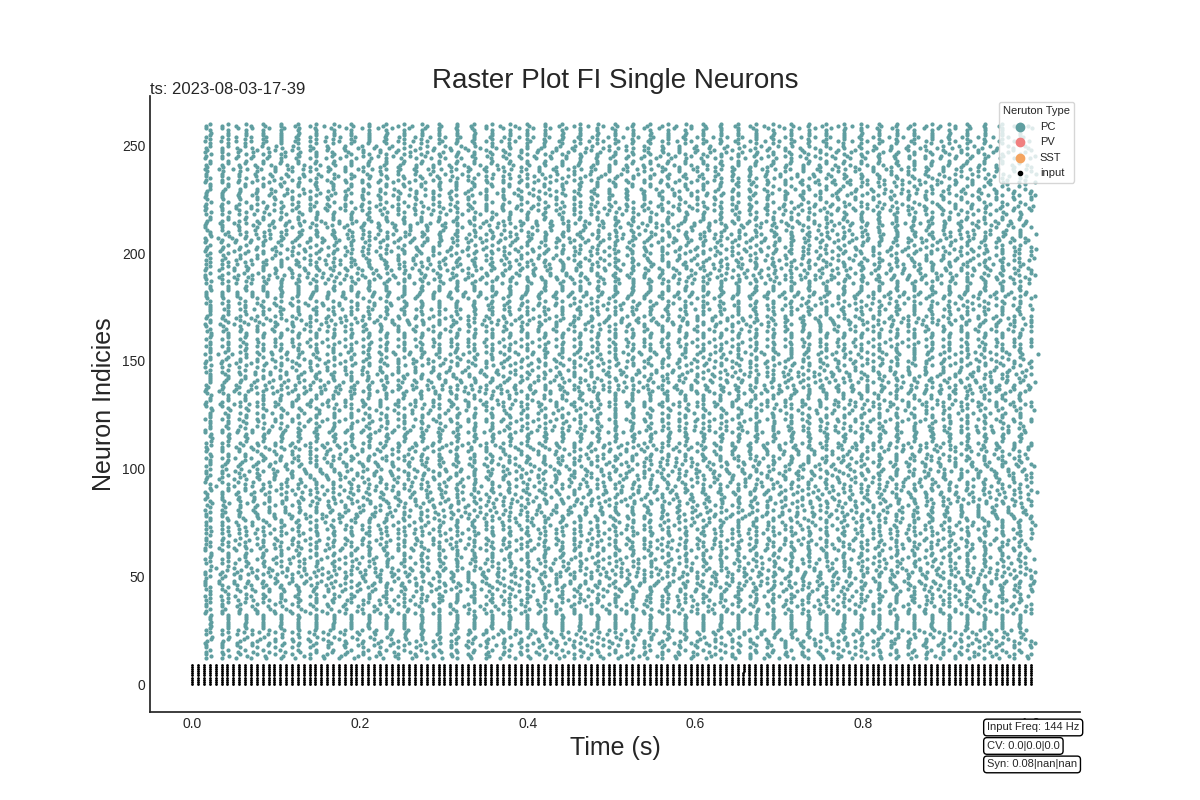 Raster Plot FI Single Neurons
ts: 2023-08-03-17-39
Neruton Type
PC
PV
SST
input
250
200
150
100
50
0
Neuron Indicies
0.0 0.2 0.4 0.6 0.8
Time (s)
Input Freq: 144 Hz
CV: 0.0|0.0|0.0
Syn: 0.08|nan|nan